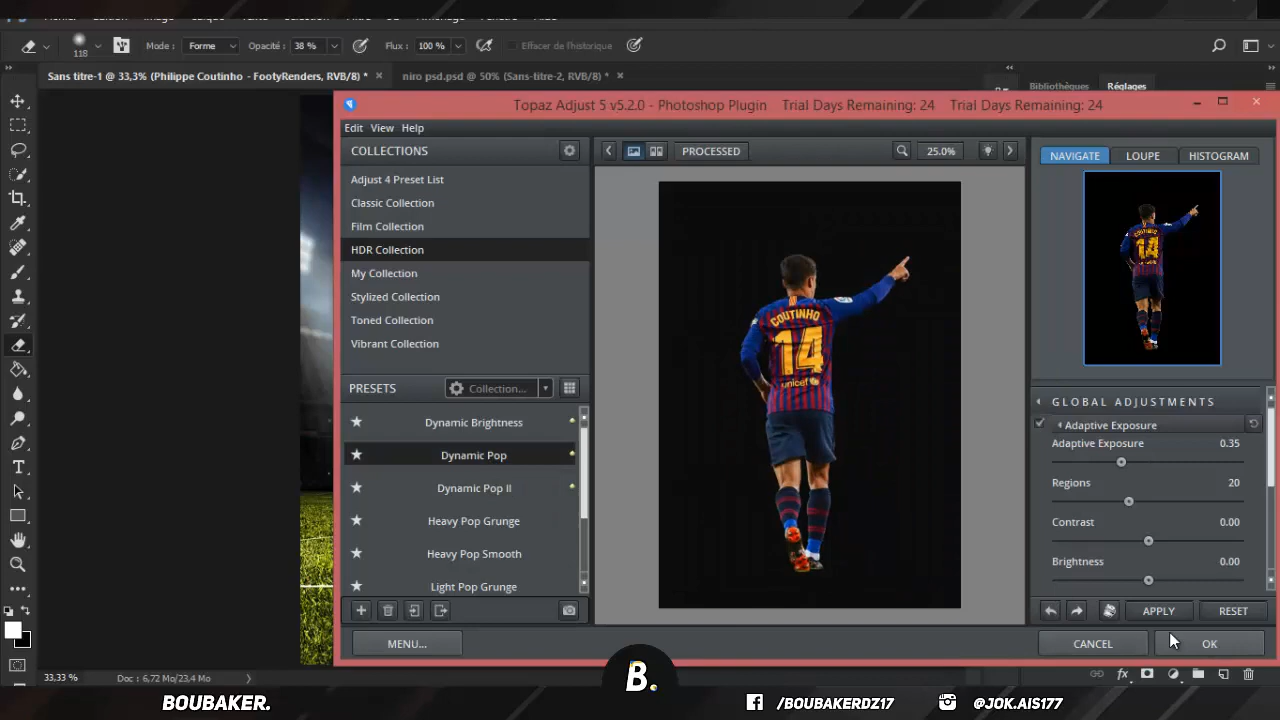 Mode : Forme Opacité : 38 % Flux : 100 % Effacer de l'historique
118
Sans titre-1 @ 33,3% (Philippe Coutinho - FootyRenders, RVB/8) * × niro psd.psd @ 50% (Sans-titre-2, RVB/8) * ×
Bibliothèques Réglages
Topaz Adjust 5 v5.2.0 - Photoshop Plugin Trial Days Remaining: 24 Trial Days Remaining: 24
Edit View Help
COLLECTIONS
PROCESSED
25.0%
NAVIGATE LOUPE HISTOGRAM
Adjust 4 Preset List
Classic Collection
Film Collection
HDR Collection
My Collection
Stylized Collection
Toned Collection
Vibrant Collection
PRESETS
Collection...
Dynamic Brightness
Dynamic Pop
Dynamic Pop II
Heavy Pop Grunge
Heavy Pop Smooth
Light Pop Grunge
COUTINHO
14
unicef
COUTINHO
14
GLOBAL ADJUSTMENTS
Adaptive Exposure
Adaptive Exposure 0.35
Regions 20
Contrast 0.00
Brightness 0.00
APPLY RESET
MENU... CANCEL OK
33,33 % Doc : 6,72 Mo/23,4 Mo
fx
B.
BOUBAKER. /BOUBAKERDZ17 @JOK.AIS177